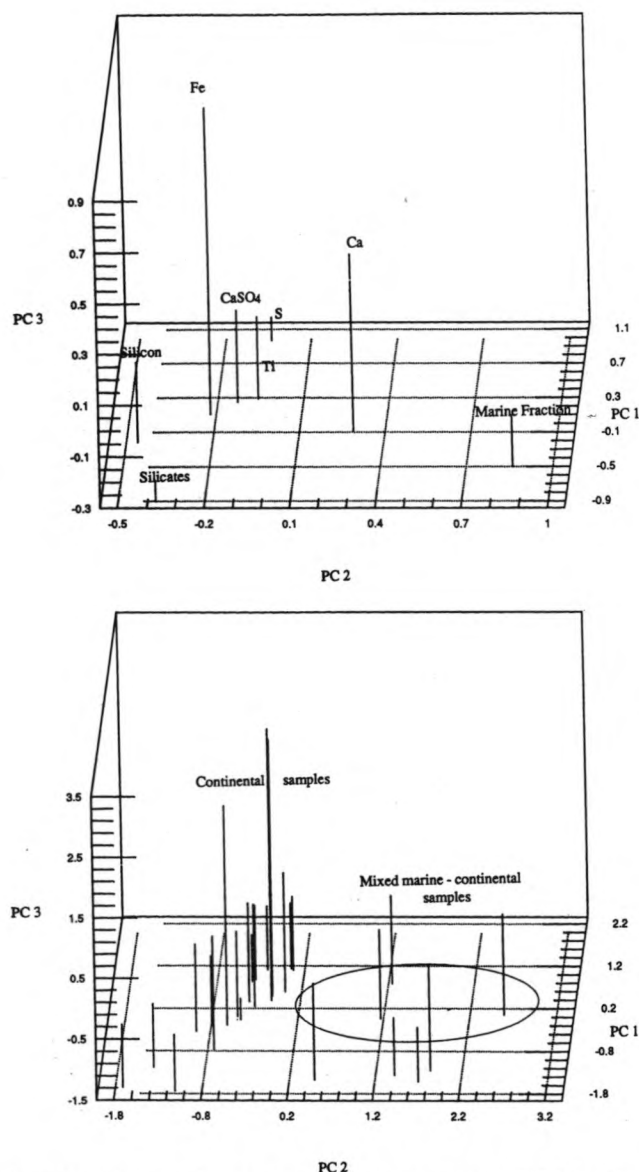 Fe
0.9
0.7
Ca
0.5
CaSO4
S
PC 3
0.3
1.1
Silicon
Ti
0.7
0.1
0.3
Marine Fraction
PC 1
-0.1
-0.1
-0.5
Silicates
-0.3
-0.9
-0.5
-0.2
0.1
0.4
0.7
1
PC 2
Continental samples
3.5
2.5
Mixed marine - continental
samples
PC 3
1.5
2.2
0.5
1.2
0.2
-0.5
PC 1
-0.8
-1.5
-1.8
-1.8
-0.8
0.2
1.2
2.2
3.2
PC 2